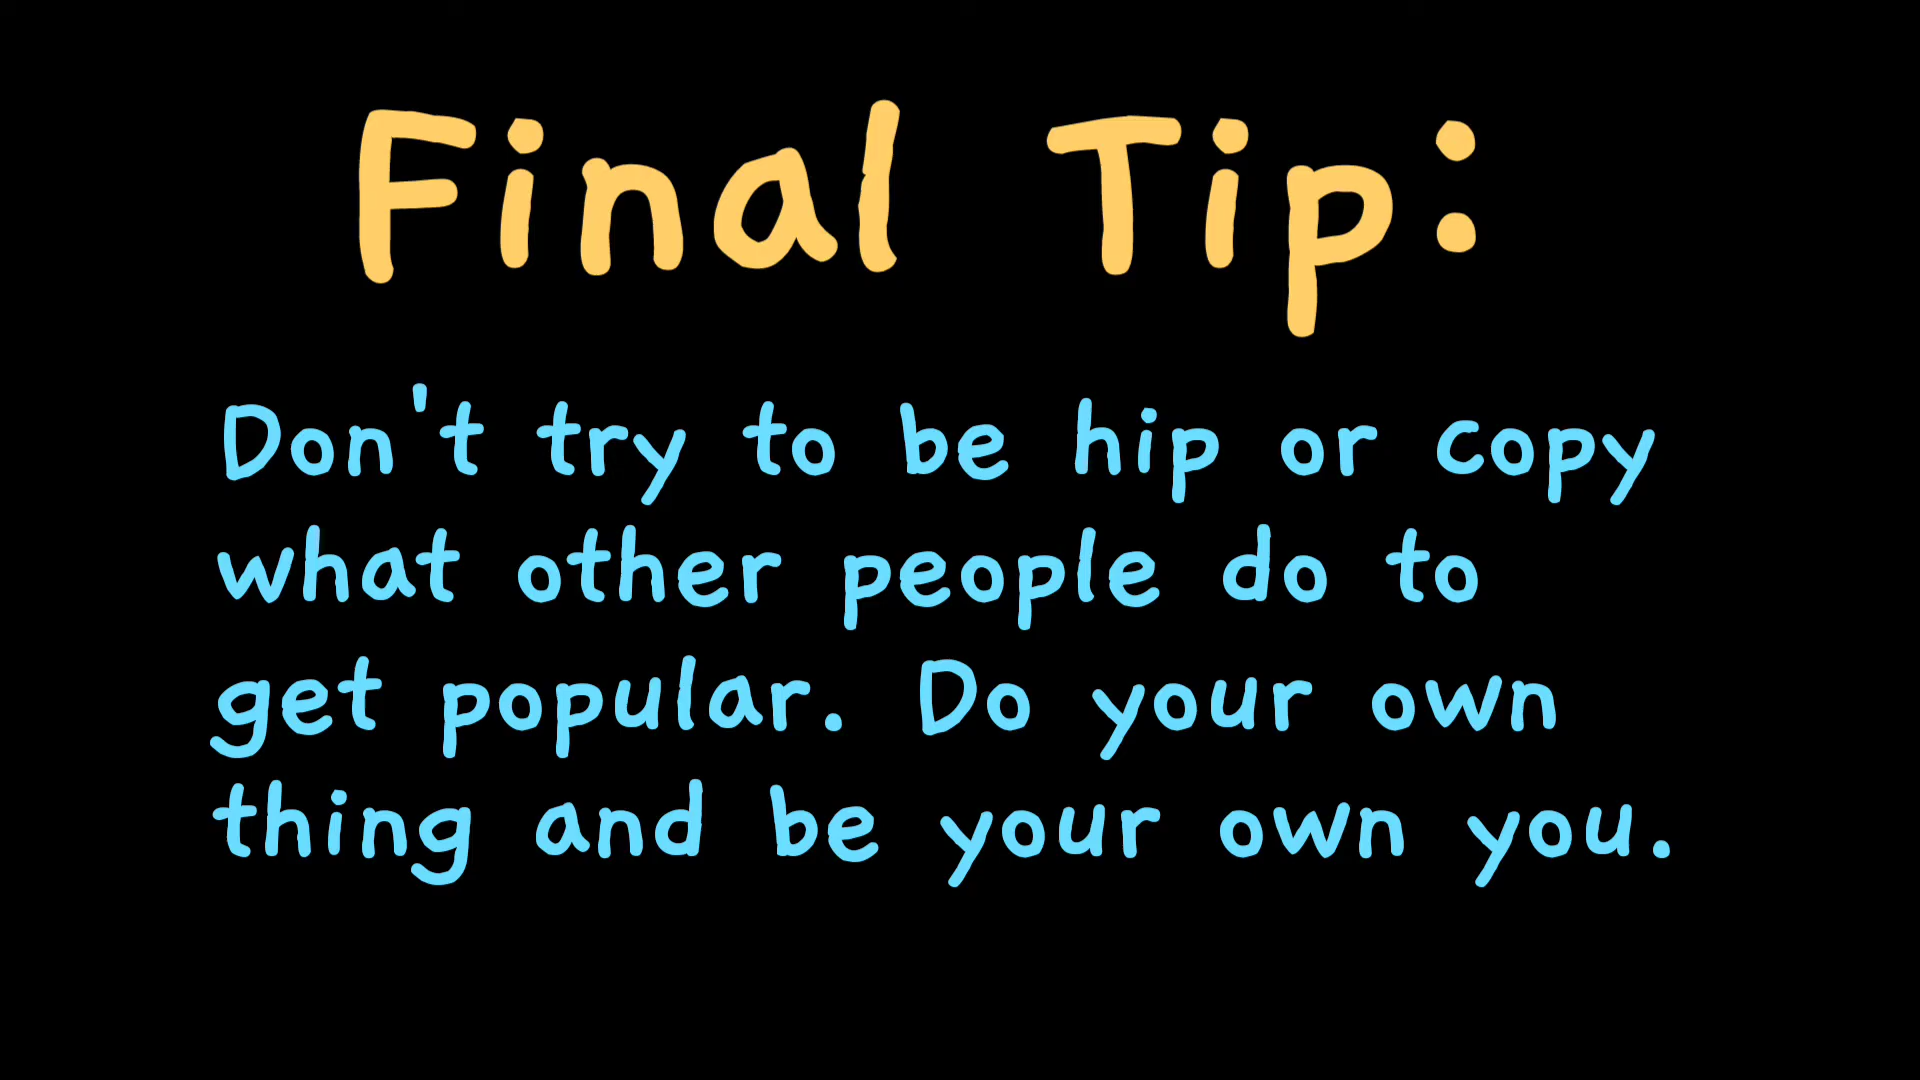 Final Tip:
Don't try to be hip or copy
what other people do to
get popular. Do your own
thing and be your own you.